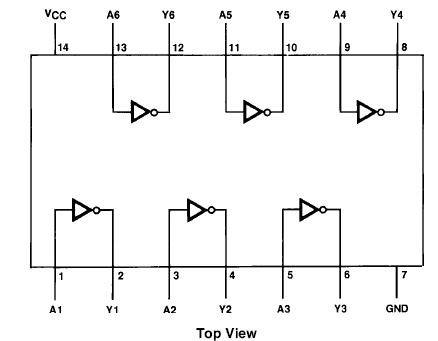 VCC A6 Y6 A5 Y5 A4 Y4
14 13 12 11 10 9 8
1 2 3 4 5 6 7
A1 Y1 A2 Y2 A3 Y3 GND
Top View